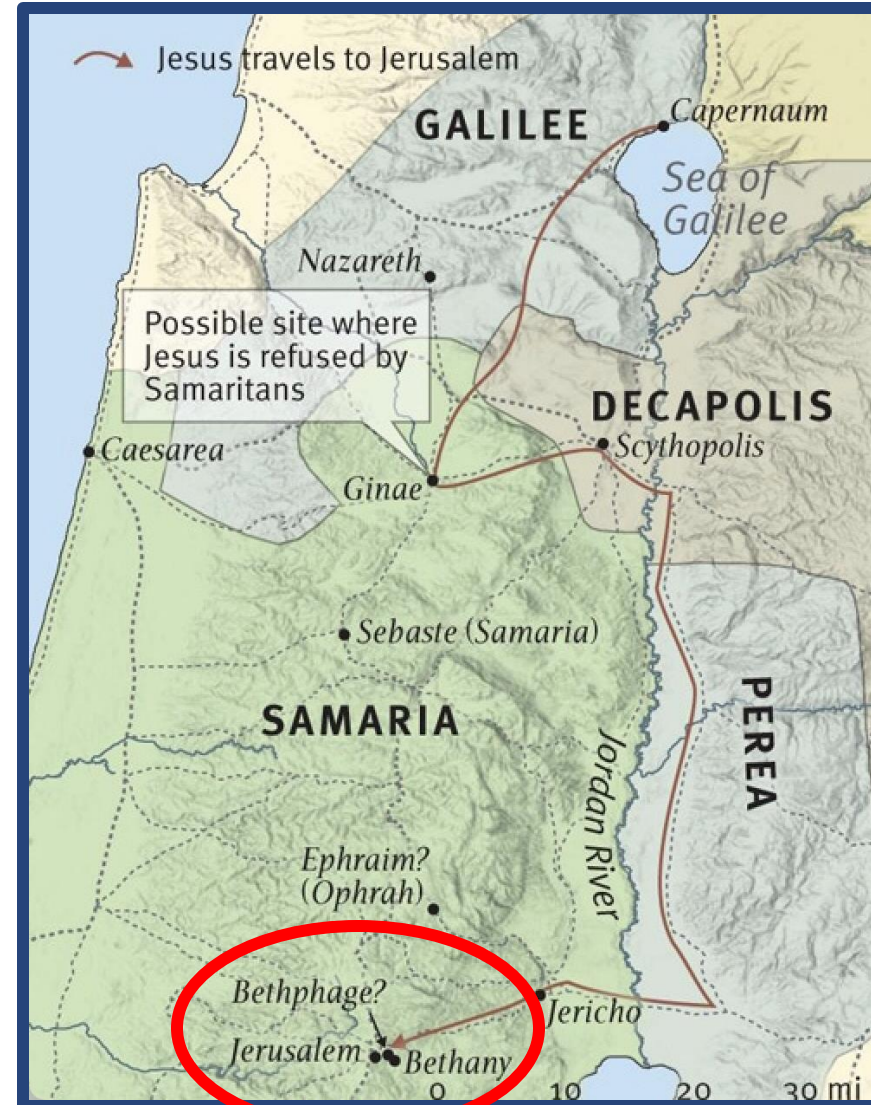 Jesus travels to Jerusalem
GALILEE
Capernaum
Sea of
Galilee
Nazareth
Possible site where
Jesus is refused by
Samaritans
DECAPOLIS
Caesarea
Scythopolis
Ginae
Sebaste (Samaria)
SAMARIA
PEREA
Jordan River
Ephraim?
(Ophrah)
Bethphage?
Jericho
Jerusalem
Bethany
0 10 20 30 mi